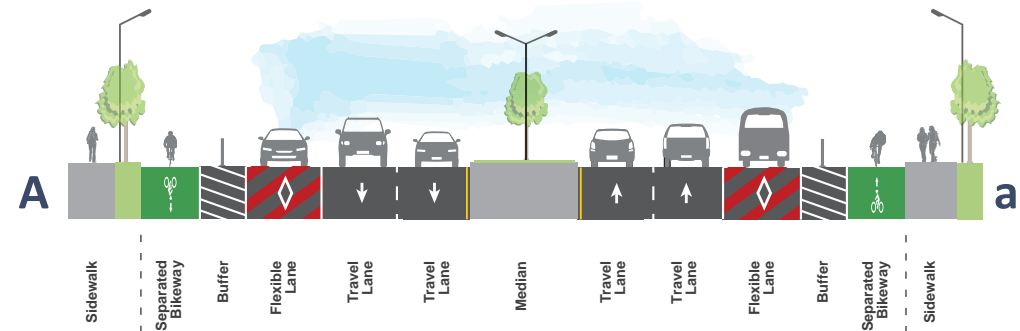 A
a
Sidewalk
Separated
Bikeway
Buffer
Flexible
Lane
Travel
Lane
Travel
Lane
Median
Travel
Lane
Travel
Lane
Flexible
Lane
Buffer
Separated
Bikeway
Sidewalk